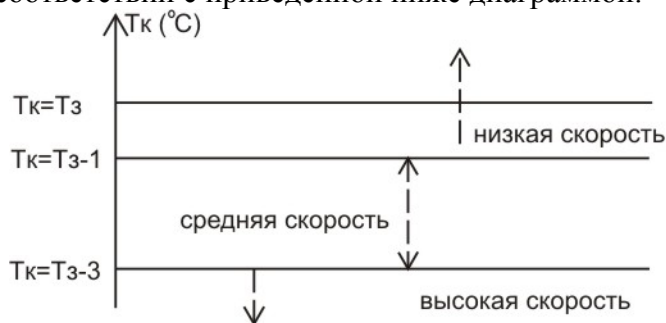 соответствии с приведенной ниже диаграммой.
Тк (°C)
Тк=Тз
низкая скорость
Тк=Тз-1
средняя скорость
Тк=Тз-3
высокая скорость